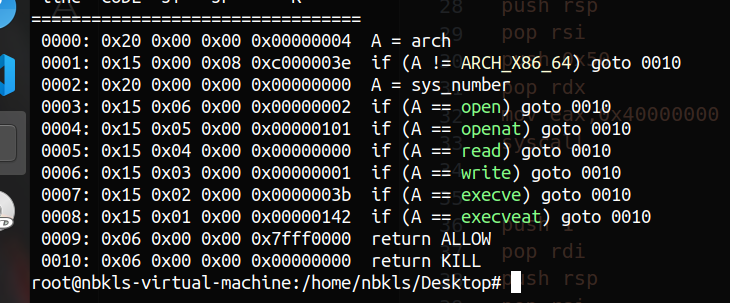 line CODE JT JF K
=================================
0000: 0x20 0x00 0x00 0x00000004 A = arch
0001: 0x15 0x00 0x08 0xc000003e if (A != ARCH_X86_64) goto 0010
0002: 0x20 0x00 0x00 0x00000000 A = sys_number
0003: 0x15 0x06 0x00 0x00000002 if (A == open) goto 0010
0004: 0x15 0x05 0x00 0x00000101 if (A == openat) goto 0010
0005: 0x15 0x04 0x00 0x00000000 if (A == read) goto 0010
0006: 0x15 0x03 0x00 0x00000001 if (A == write) goto 0010
0007: 0x15 0x02 0x00 0x0000003b if (A == execve) goto 0010
0008: 0x15 0x01 0x00 0x00000142 if (A == execveat) goto 0010
0009: 0x06 0x00 0x00 0x7fff0000 return ALLOW
0010: 0x06 0x00 0x00 0x00000000 return KILL
root@nbkls-virtual-machine:/home/nbkls/Desktop#
28 push rsp
pop rsi
pop rdx
mov eax,0x40000000
syscall
pop rdi
push rsp